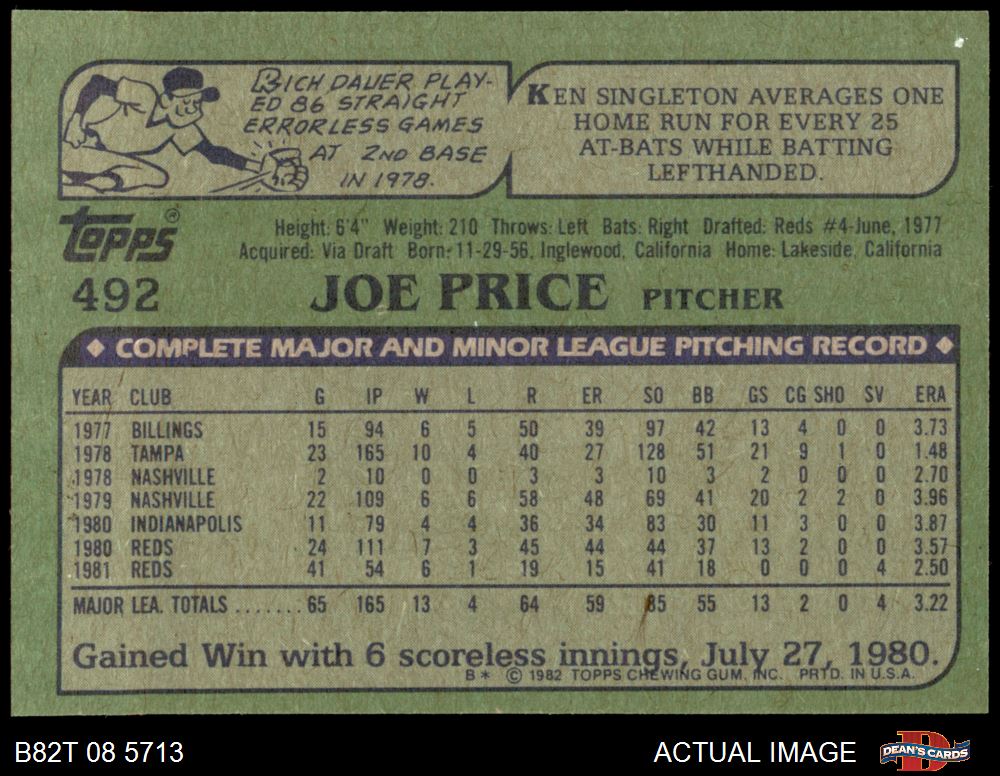 RICH DAUER PLAY-
ED 86 STRAIGHT
ERRORLESS GAMES
AT 2ND BASE
IN 1978.
KEN SINGLETON AVERAGES ONE
HOME RUN FOR EVERY 25
AT-BATS WHILE BATTING
LEFTHANDED.
Topps®
Height: 6'4" Weight: 210 Throws: Left Bats: Right Drafted: Reds #4-June, 1977
Acquired: Via Draft Born: 11-29-56, Inglewood, California Home: Lakeside, California
492 JOE PRICE PITCHER
◆ COMPLETE MAJOR AND MINOR LEAGUE PITCHING RECORD ◆
YEAR CLUB G IP W L R ER SO BB GS CG SHO SV ERA
1977 BILLINGS 15 94 6 5 50 39 97 42 13 4 0 0 3.73
1978 TAMPA 23 165 10 4 40 27 128 51 21 9 1 0 1.48
1978 NASHVILLE 2 10 0 0 3 3 10 3 2 0 0 0 2.70
1979 NASHVILLE 22 109 6 6 58 48 69 41 20 2 2 0 3.96
1980 INDIANAPOLIS 11 79 4 4 36 34 83 30 11 3 0 0 3.87
1980 REDS 24 111 7 3 45 44 44 37 13 2 0 0 3.57
1981 REDS 41 54 6 1 19 15 41 18 0 0 0 4 2.50
MAJOR LEA. TOTALS ....... 65 165 13 4 64 59 85 55 13 2 0 4 3.22
Gained Win with 6 scoreless innings, July 27, 1980.
B* © 1982 TOPPS CHEWING GUM, INC. PRTD. IN U.S.A.
B82T 08 5713
ACTUAL IMAGE
DEAN'S CARDS